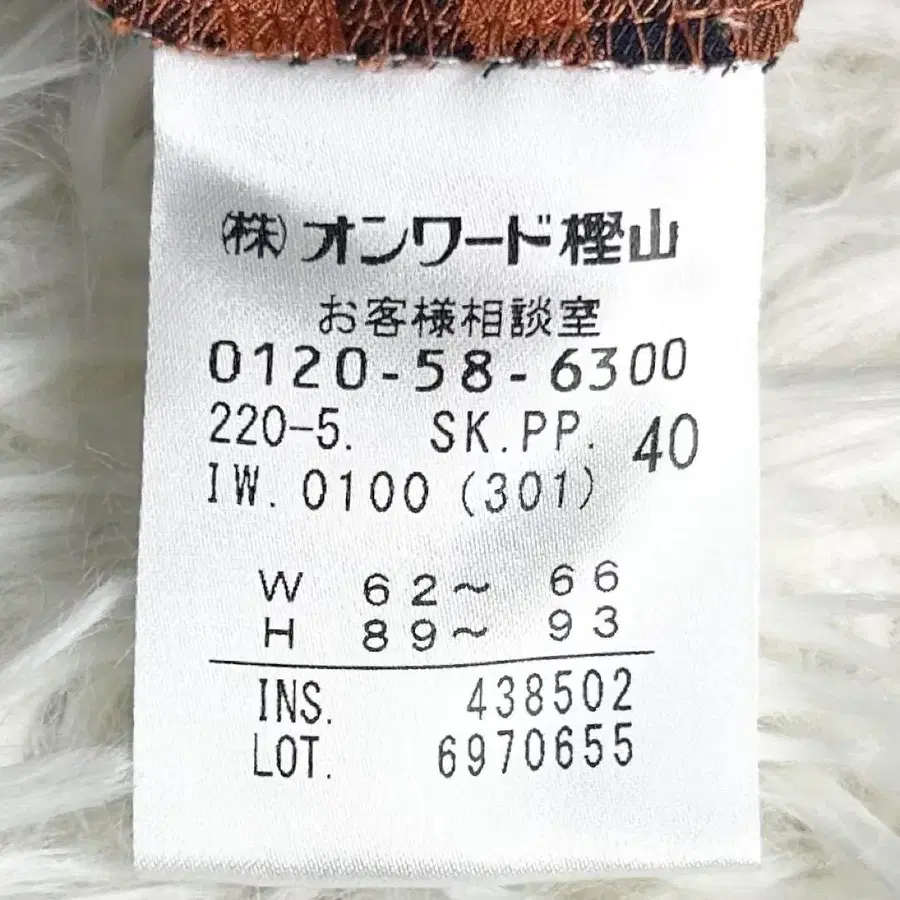 ㈱オンワード樫山
お客様相談室
0120-58-6300
220-5. SK.PP. 40
IW.0100(301)
W 62〜 66
H 89〜 93
INS. 438502
LOT. 6970655